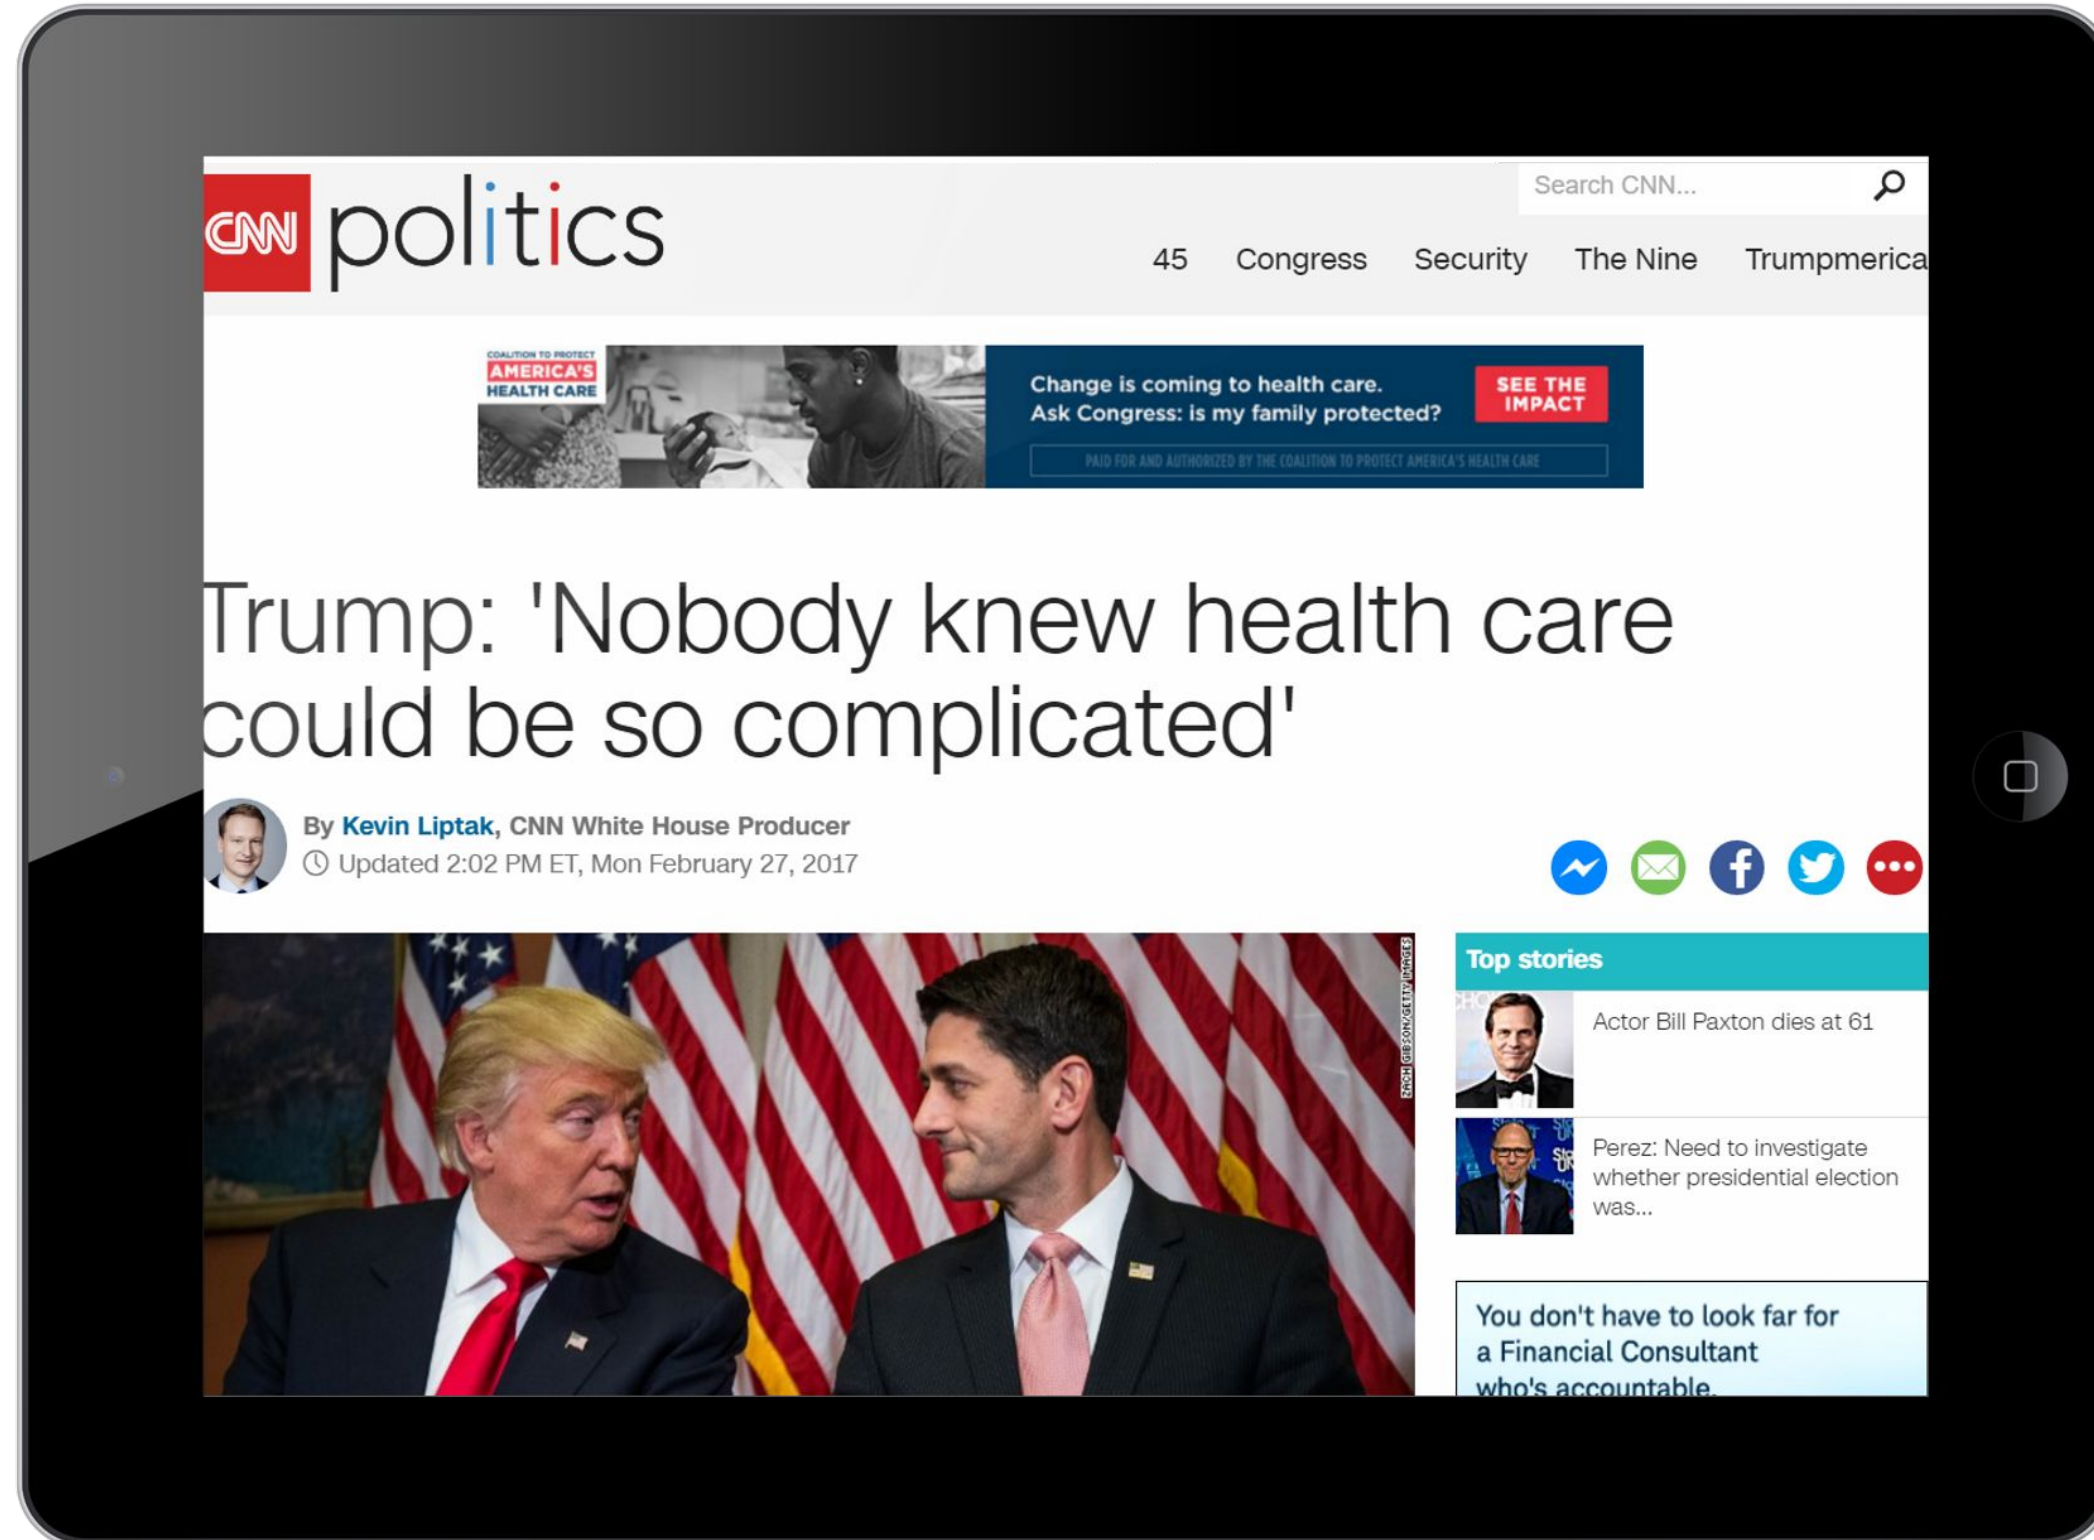 CNN politics
Search CNN...
45 Congress Security The Nine Trumpmerica
COALITION TO PROTECT
AMERICA'S
HEALTH CARE
Change is coming to health care.
Ask Congress: is my family protected?
SEE THE
IMPACT
PAID FOR AND AUTHORIZED BY THE COALITION TO PROTECT AMERICA'S HEALTH CARE
Trump: 'Nobody knew health care
could be so complicated'
By Kevin Liptak, CNN White House Producer
Updated 2:02 PM ET, Mon February 27, 2017
ZACH GIBSON/GETTY IMAGES
Top stories
Actor Bill Paxton dies at 61
Perez: Need to investigate
whether presidential election
was...
You don't have to look far for
a Financial Consultant
who's accountable.